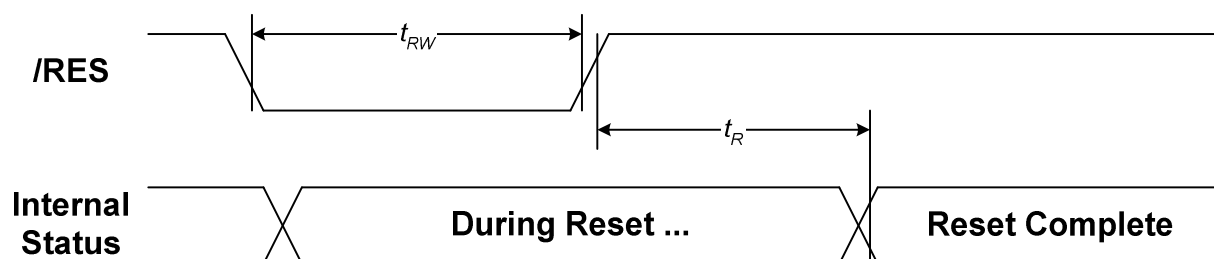 /RES
tRW
tR
Internal
Status
During Reset ...
Reset Complete